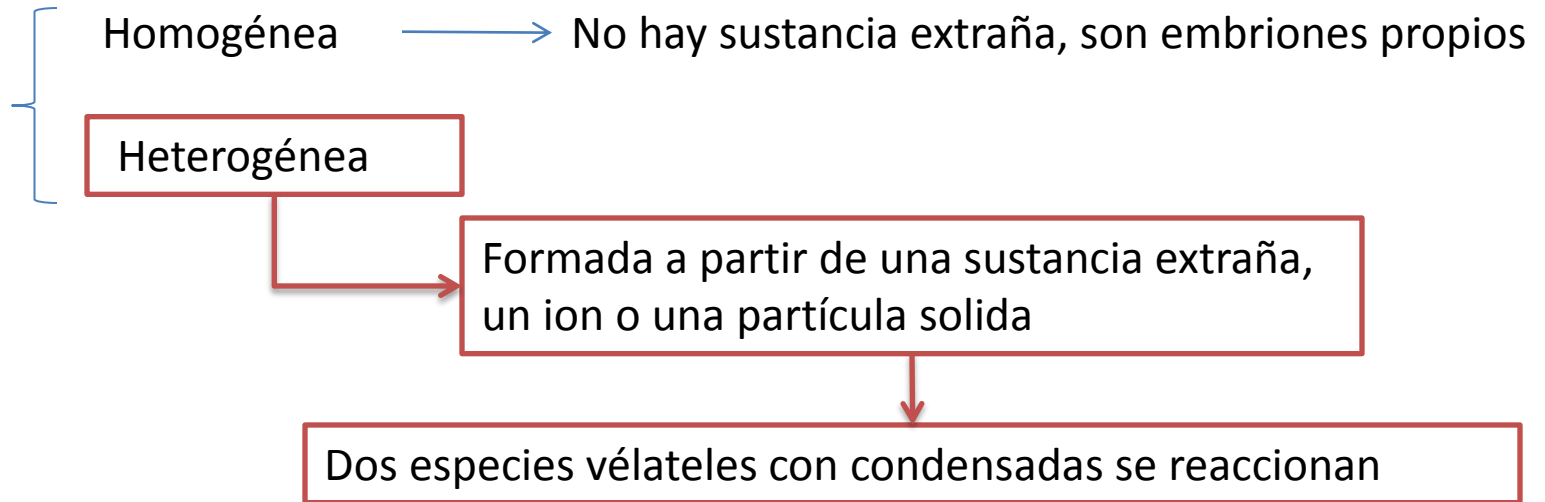 Homogénea
No hay sustancia extraña, son embriones propios
Heterogénea
Formada a partir de una sustancia extraña,
un ion o una partícula solida
Dos especies vélateles con condensadas se reaccionan